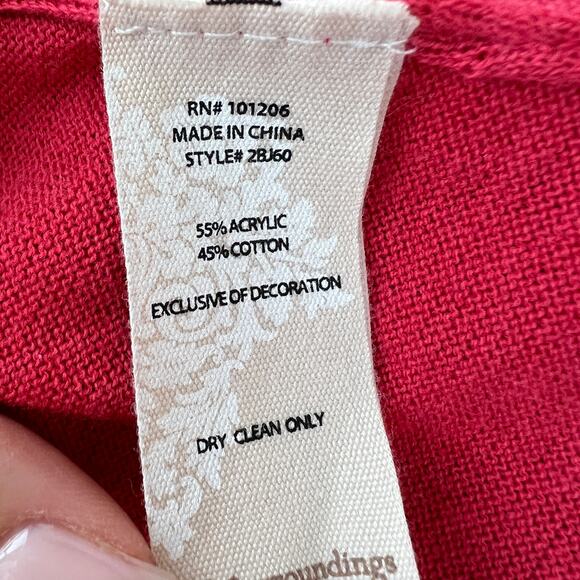 RN# 101206
MADE IN CHINA
STYLE# 2BJ60
55% ACRYLIC
45% COTTON
EXCLUSIVE OF DECORATION
DRY CLEAN ONLY